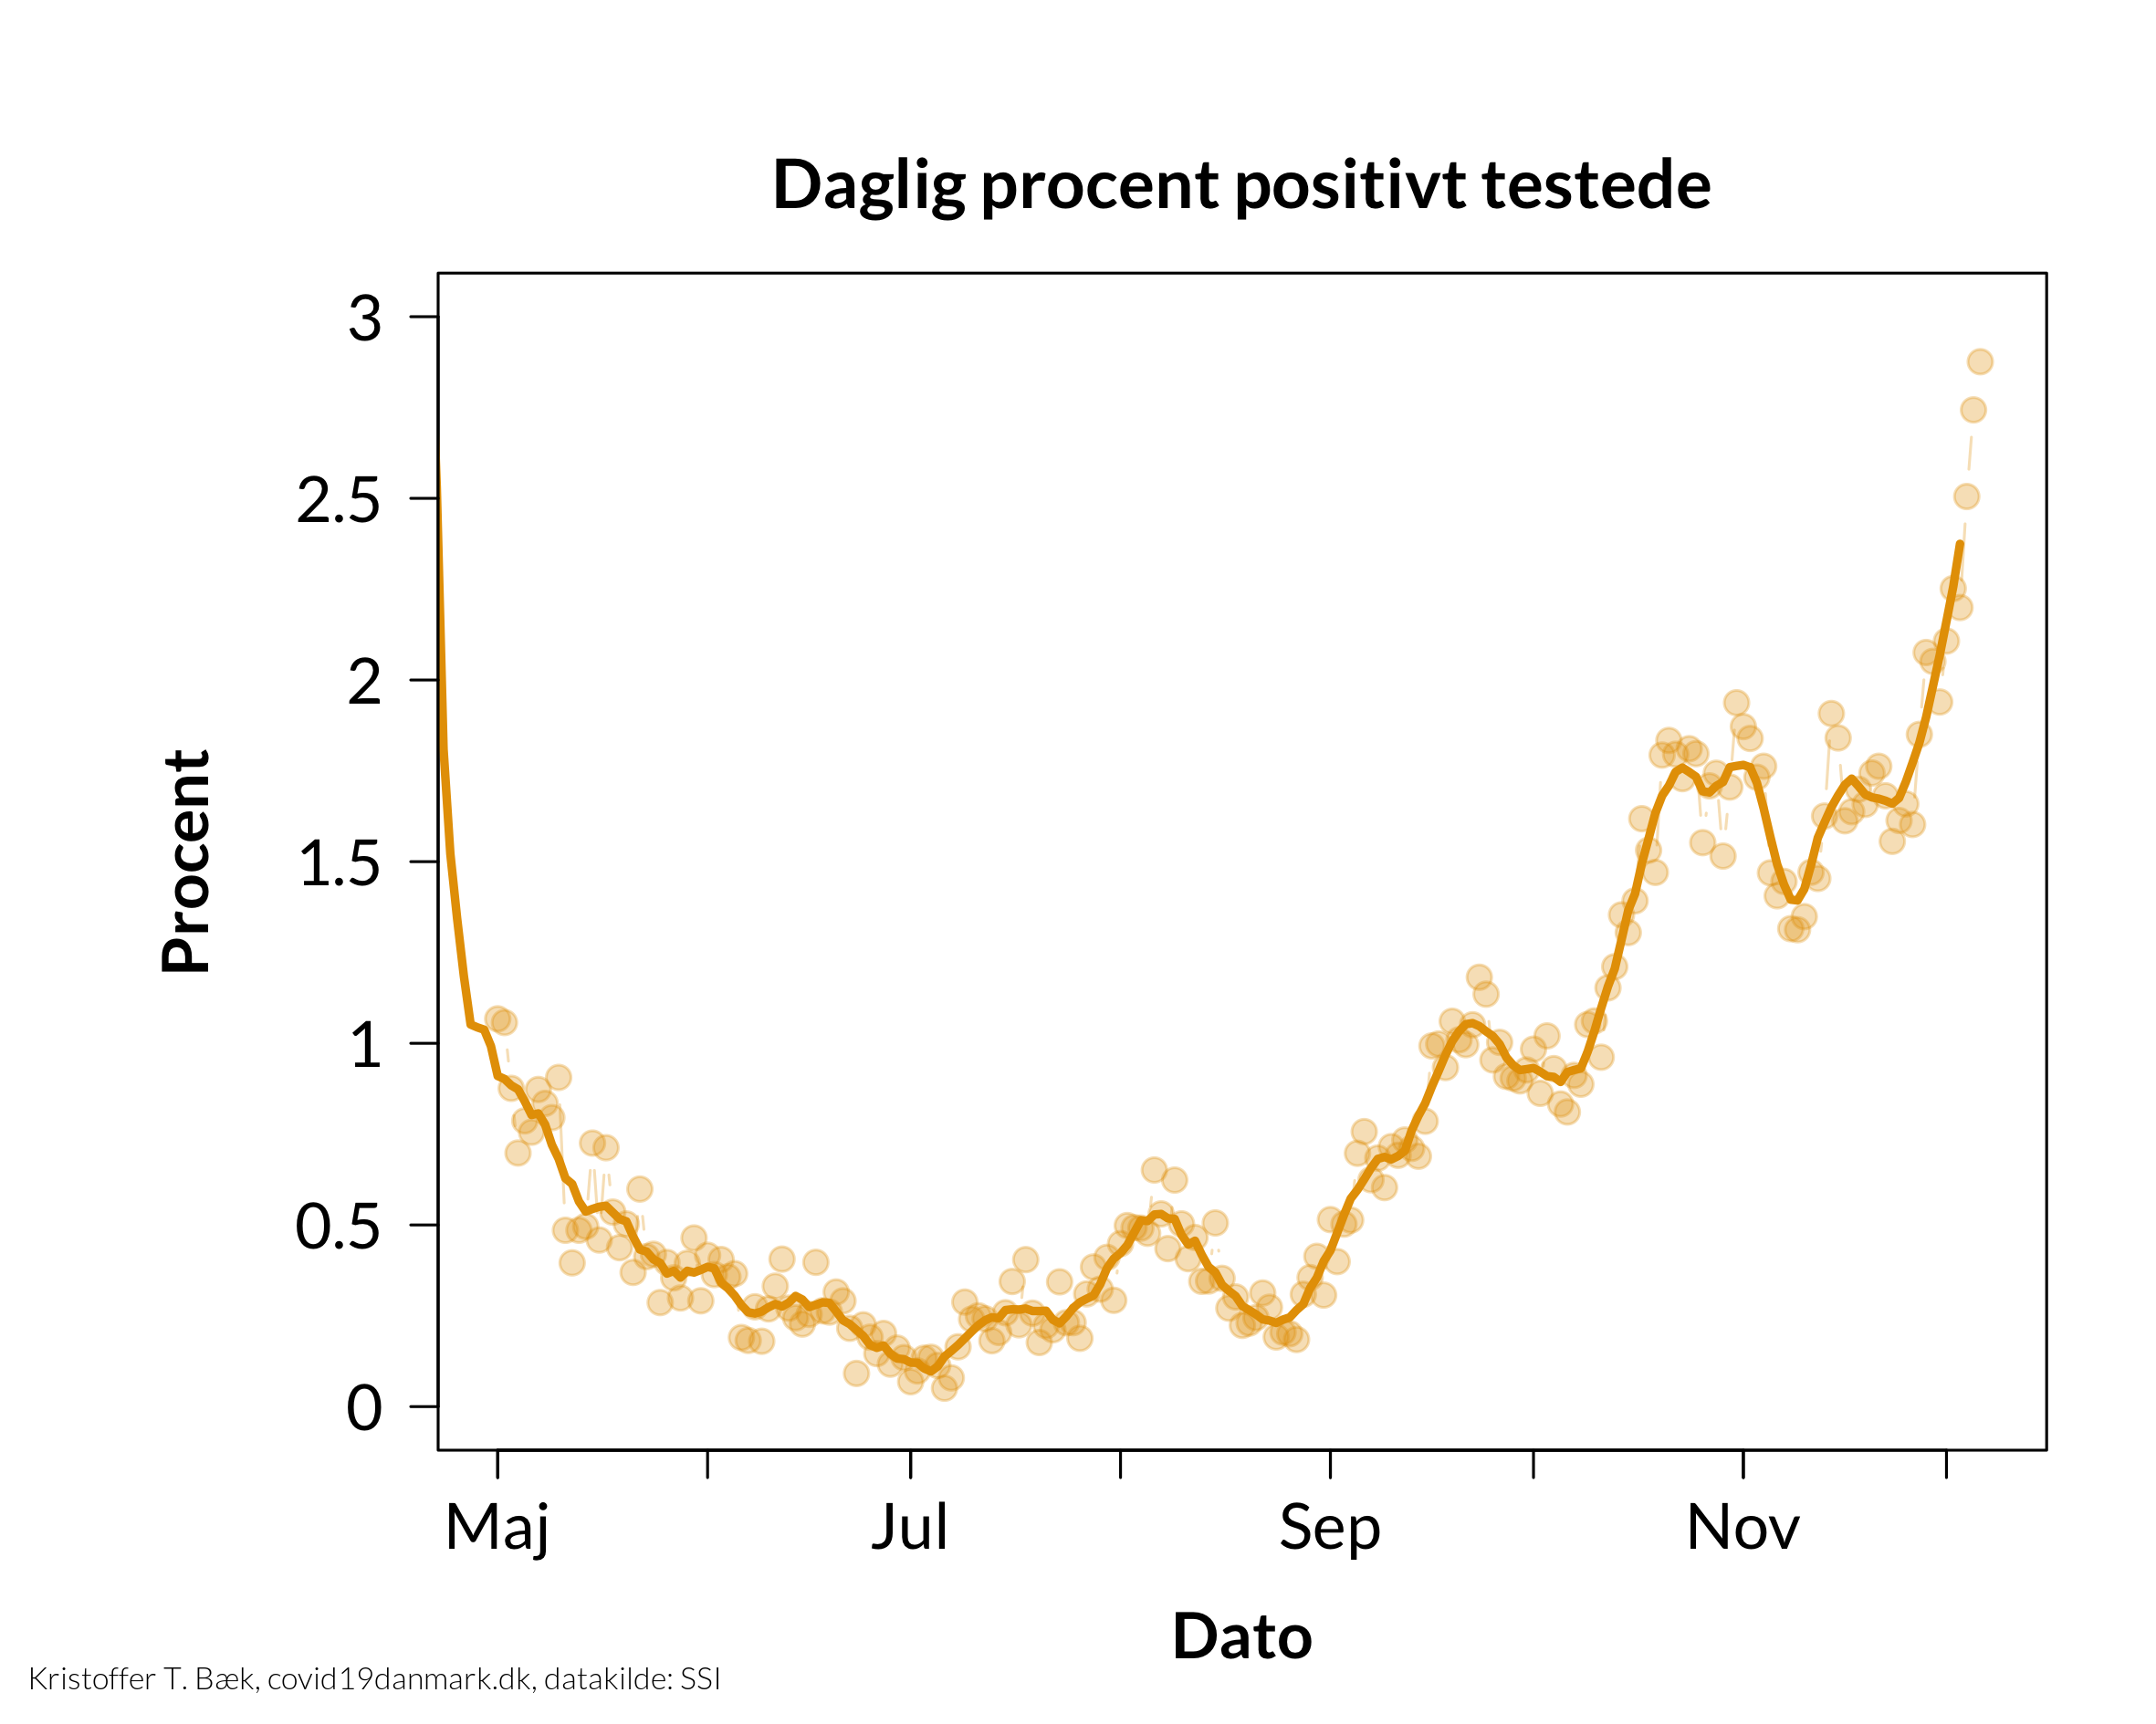 Daglig procent positivt testede
3
2.5
2
1.5
1
0.5
0
Procent
Maj Jul Sep Nov
Dato
Kristoffer T. Bæk, covid19danmark.dk, datakilde: SSI